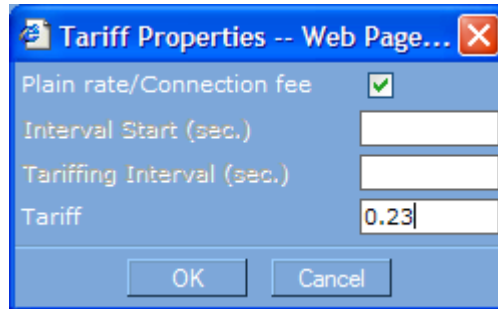 Tariff Properties -- Web Page...
Plain rate/Connection fee
Interval Start (sec.)
Tariffing Interval (sec.)
Tariff 0.23
OK Cancel